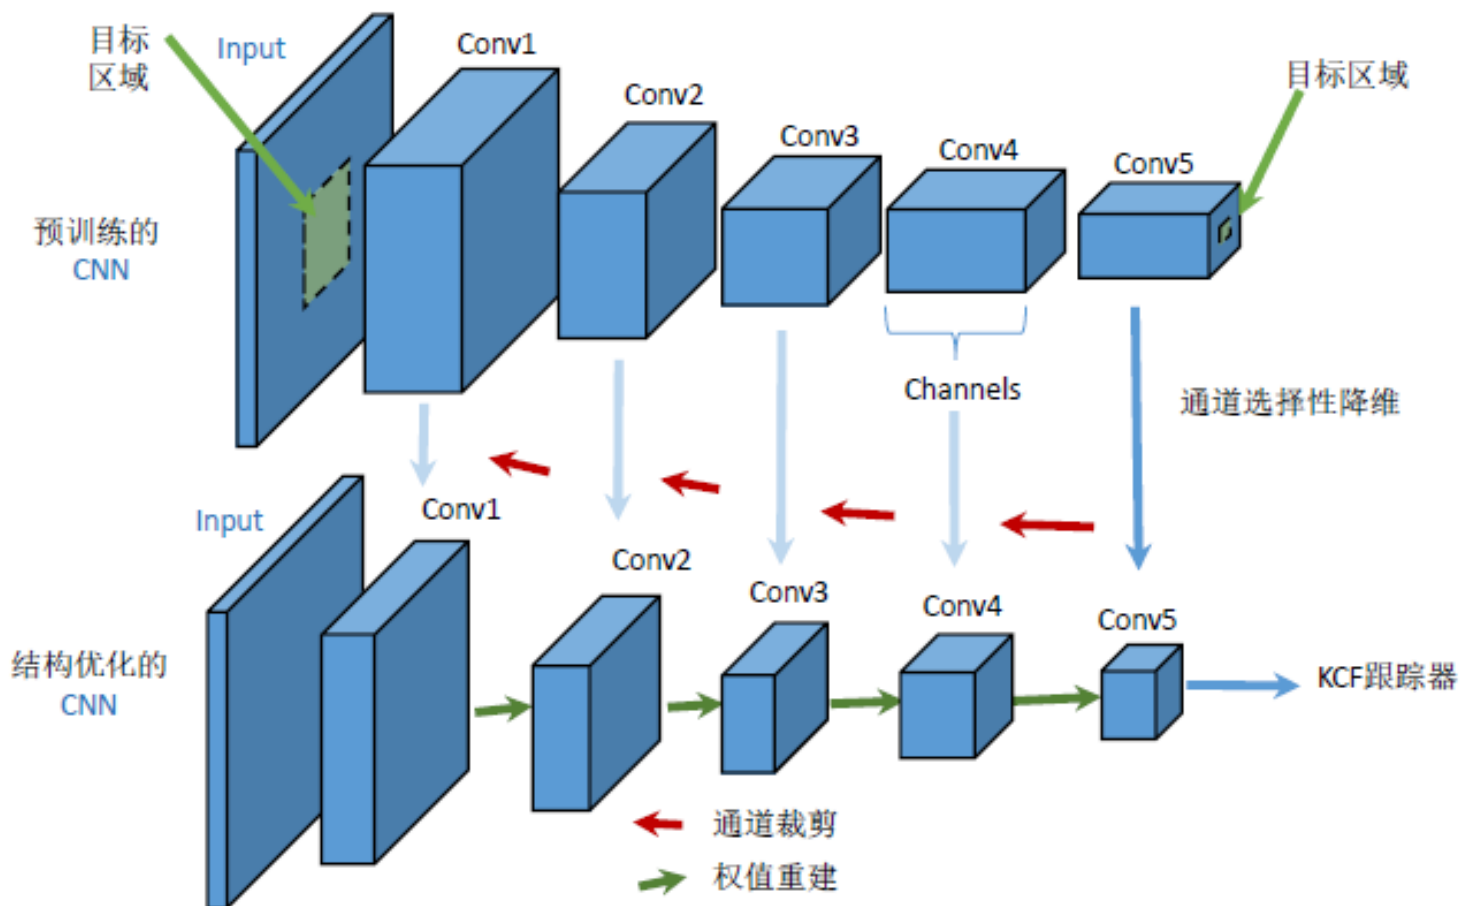 目标
区域
Input
Conv1
Conv2
Conv3
Conv4
Conv5
目标区域
预训练的
CNN
Channels
通道选择性降维
Input
Conv1
Conv2
Conv3
Conv4
Conv5
结构优化的
CNN
KCF跟踪器
通道裁剪
权值重建